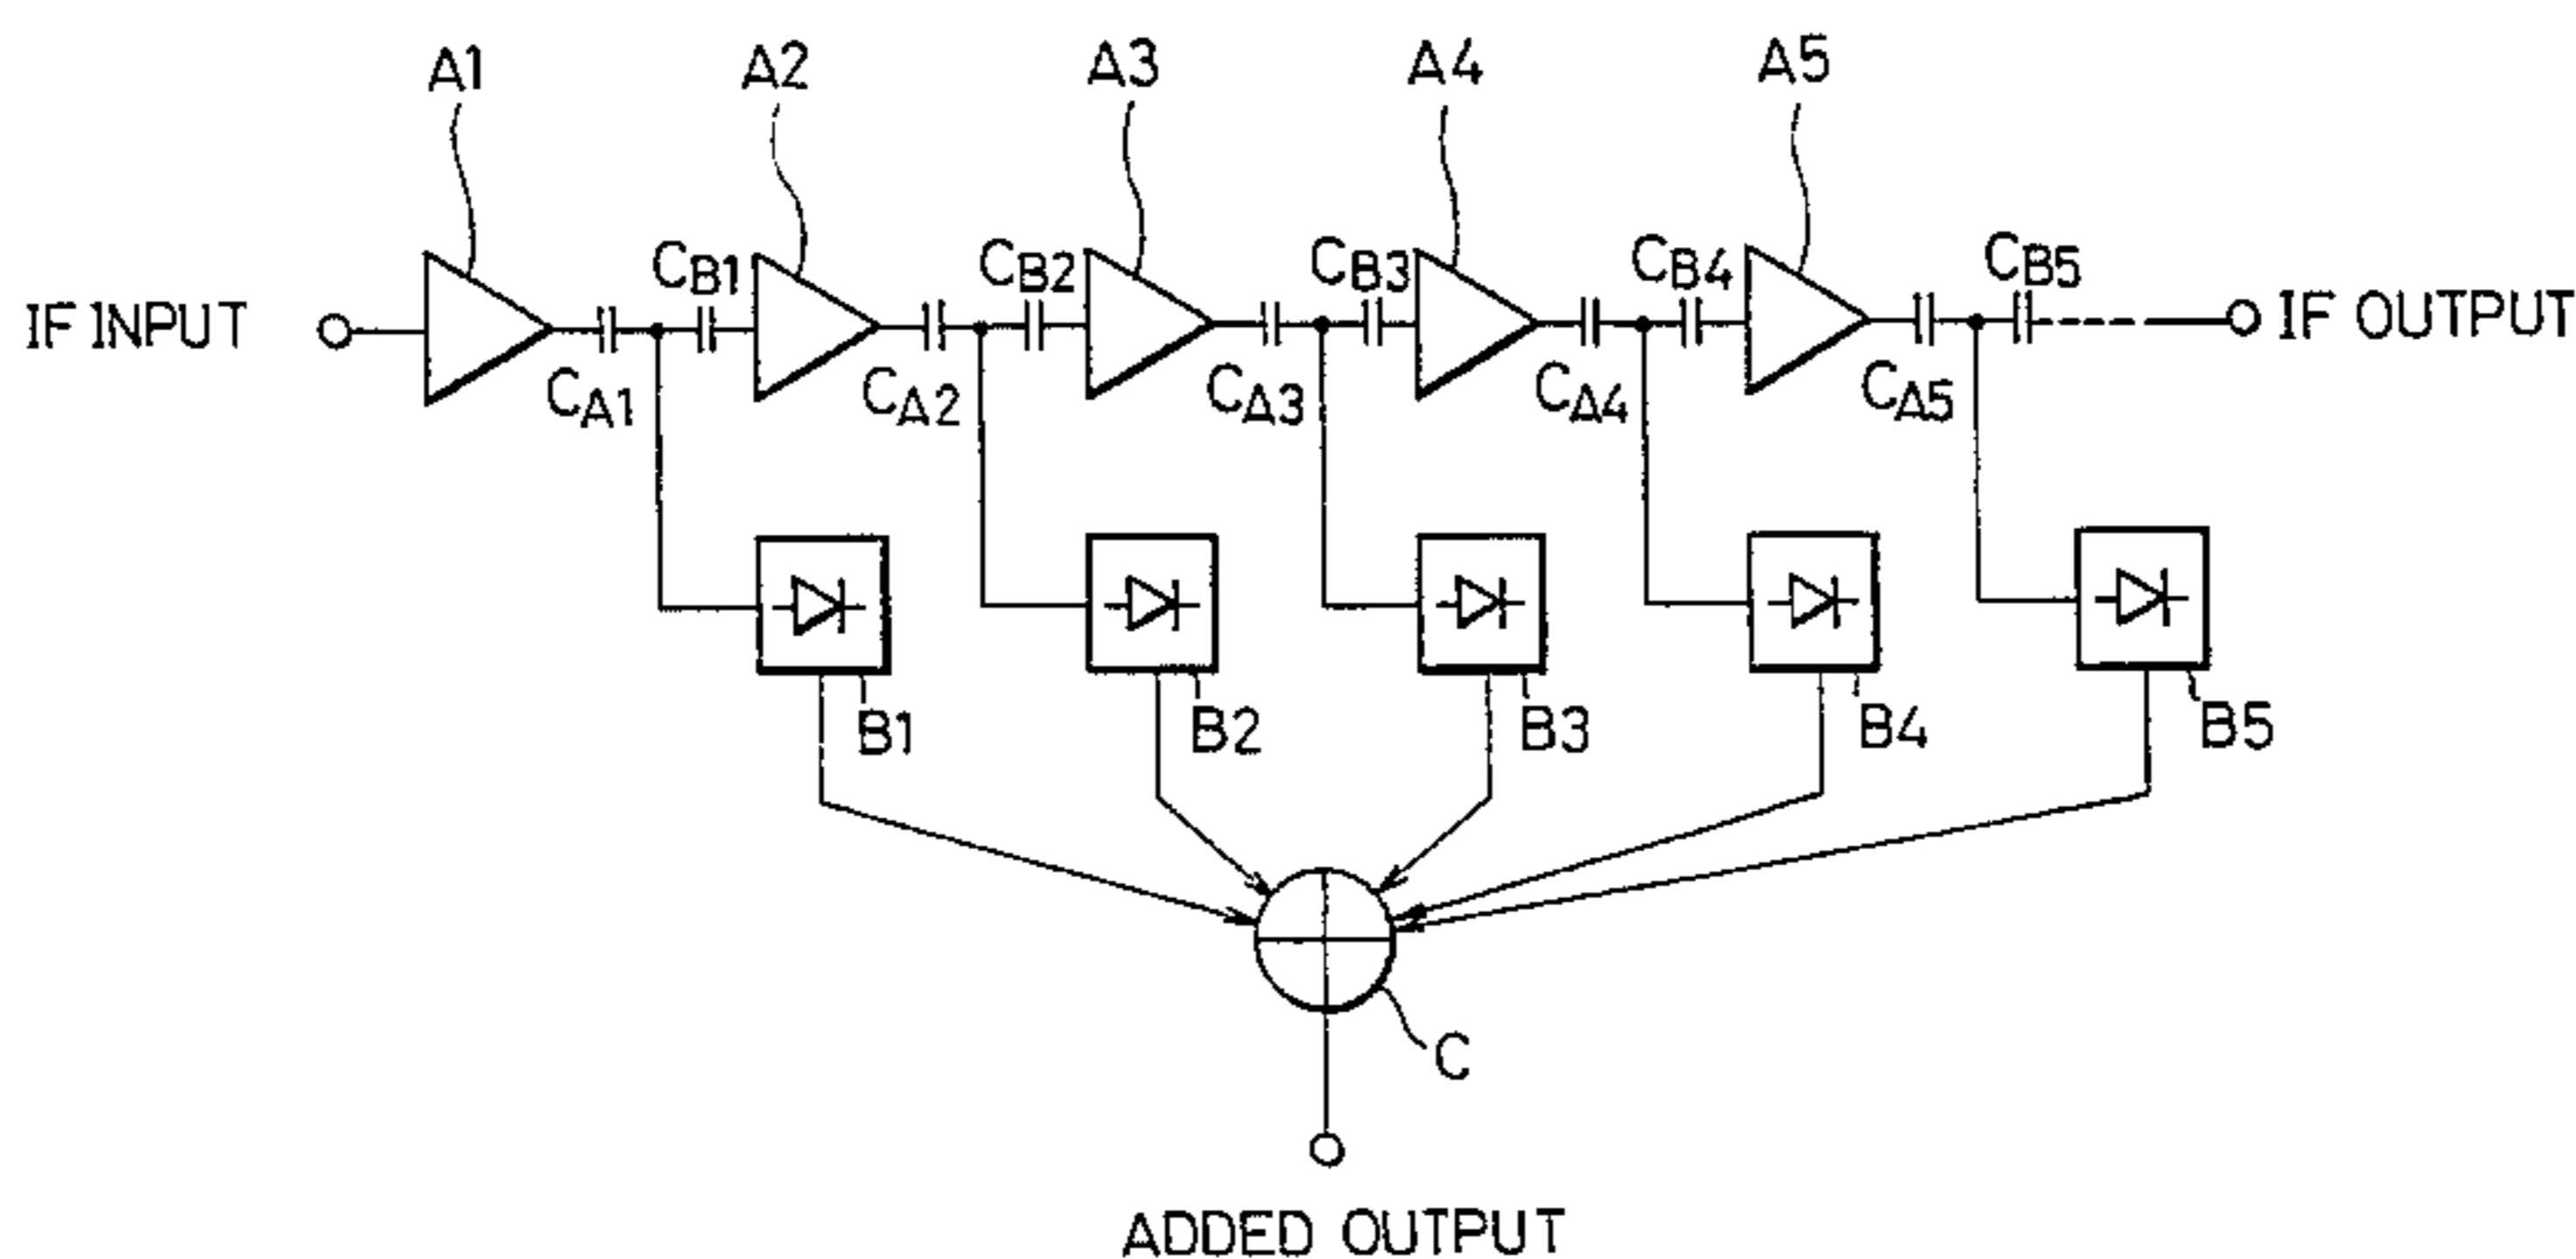 A1 A2 A3 A4 A5
CB1 CB2 CB3 CB4 CB5
IF INPUT IF OUTPUT
CA1 CA2 CA3 CA4 CA5
B1 B2 B3 B4 B5
C
ADDED OUTPUT